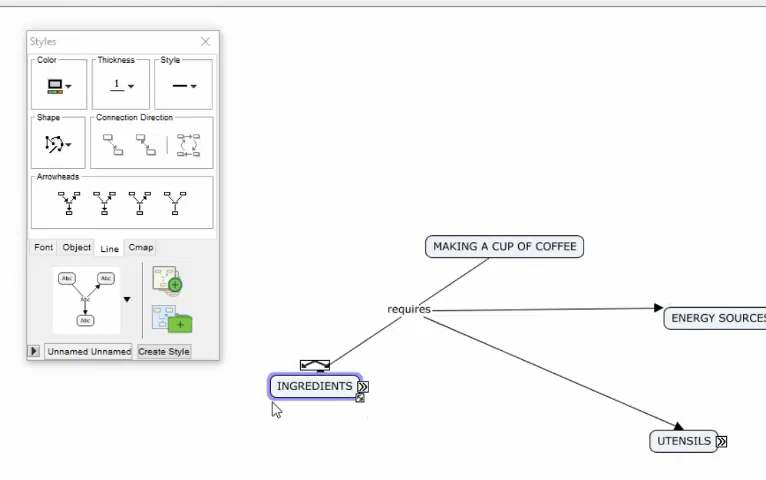 Styles
Color
Thickness
Style
1
Shape
Connection Direction
Arrowheads
Font
Object
Line
Cmap
Abc
Abc
Abc
Abc
Unnamed Unnamed
Create Style
MAKING A CUP OF COFFEE
requires
ENERGY SOURCES
INGREDIENTS
UTENSILS